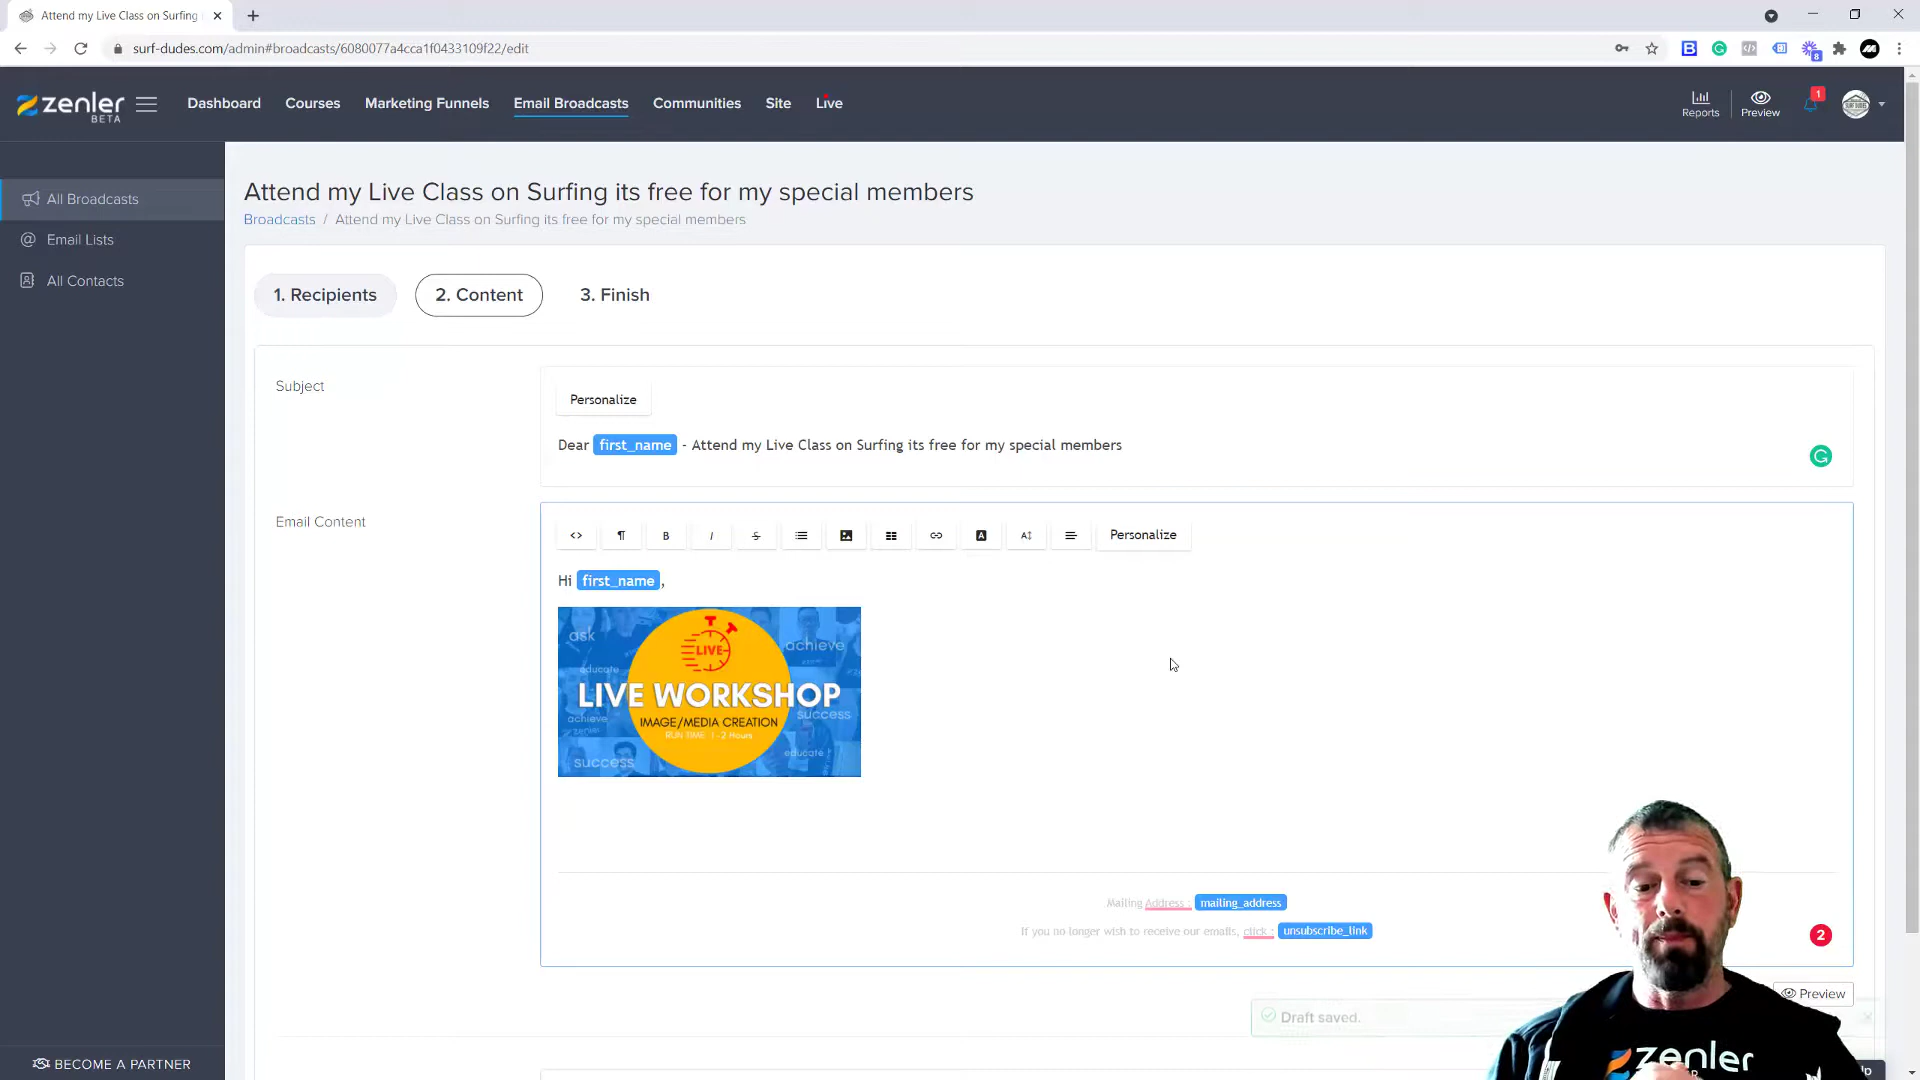 Attend my Live Class on Surfing
surf-dudes.com/admin#broadcasts/6080077a4cca1f0433109f22/edit
8
zenler
BETA
Dashboard
Courses
Marketing Funnels
Email Broadcasts
Communities
Site
Live
Reports
Preview
1
All Broadcasts
Email Lists
All Contacts
Attend my Live Class on Surfing its free for my special members
Broadcasts / Attend my Live Class on Surfing its free for my special members
1. Recipients
2. Content
3. Finish
Subject
Personalize
Dear first_name - Attend my Live Class on Surfing its free for my special members
Email Content
Personalize
Hi first_name ,
ask
achieve
educate
LIVE
LIVE WORKSHOP
achieve
IMAGE/MEDIA CREATION
success
RUN TIME 1-2 Hours
educate !
success
Mailing Address : mailing_address
If you no longer wish to receive our emails, click : unsubscribe_link
2
Preview
Draft saved.
BECOME A PARTNER
zenler